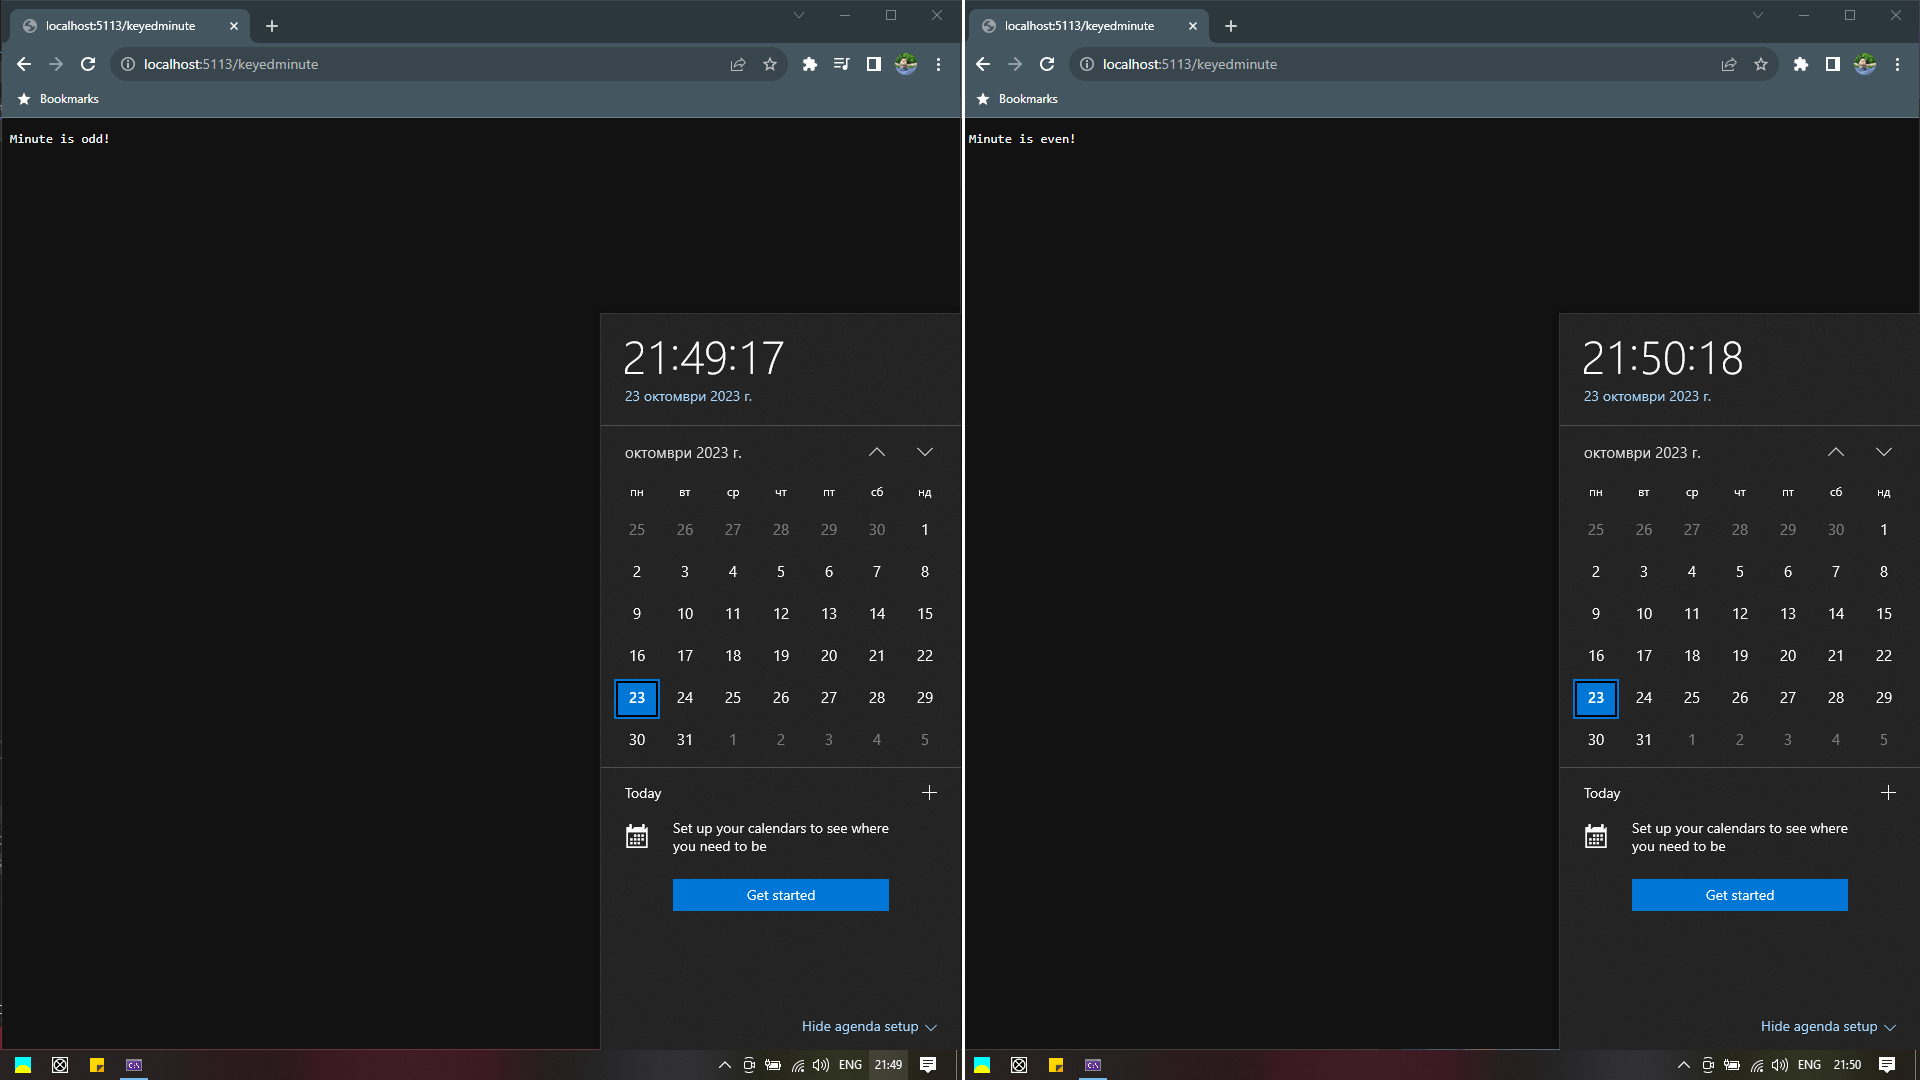 localhost:5113/keyedminute
localhost:5113/keyedminute
Bookmarks
Minute is odd!
21:49:17
23 октомври 2023 г.
октомври 2023 г.
пн вт ср чт пт сб нд
25 26 27 28 29 30 1
2 3 4 5 6 7 8
9 10 11 12 13 14 15
16 17 18 19 20 21 22
23 24 25 26 27 28 29
30 31 1 2 3 4 5
Today
Set up your calendars to see where
you need to be
Get started
Hide agenda setup
C:\
ENG 21:49
localhost:5113/keyedminute
localhost:5113/keyedminute
Bookmarks
Minute is even!
21:50:18
23 октомври 2023 г.
октомври 2023 г.
пн вт ср чт пт сб нд
25 26 27 28 29 30 1
2 3 4 5 6 7 8
9 10 11 12 13 14 15
16 17 18 19 20 21 22
23 24 25 26 27 28 29
30 31 1 2 3 4 5
Today
Set up your calendars to see where
you need to be
Get started
Hide agenda setup
C:\
ENG 21:50